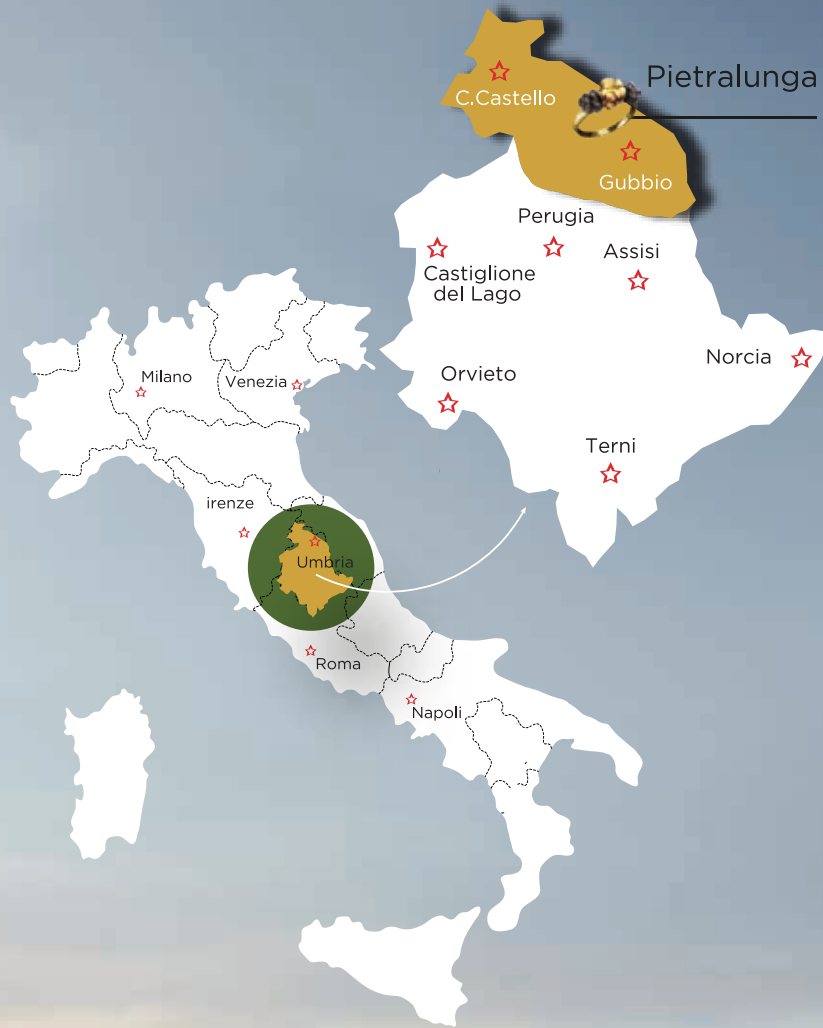 Pietralunga
C.Castello
Gubbio
Perugia
Assisi
Castiglione
del Lago
Norcia
Orvieto
Terni
Milano
Venezia
irenze
Umbria
Roma
Napoli